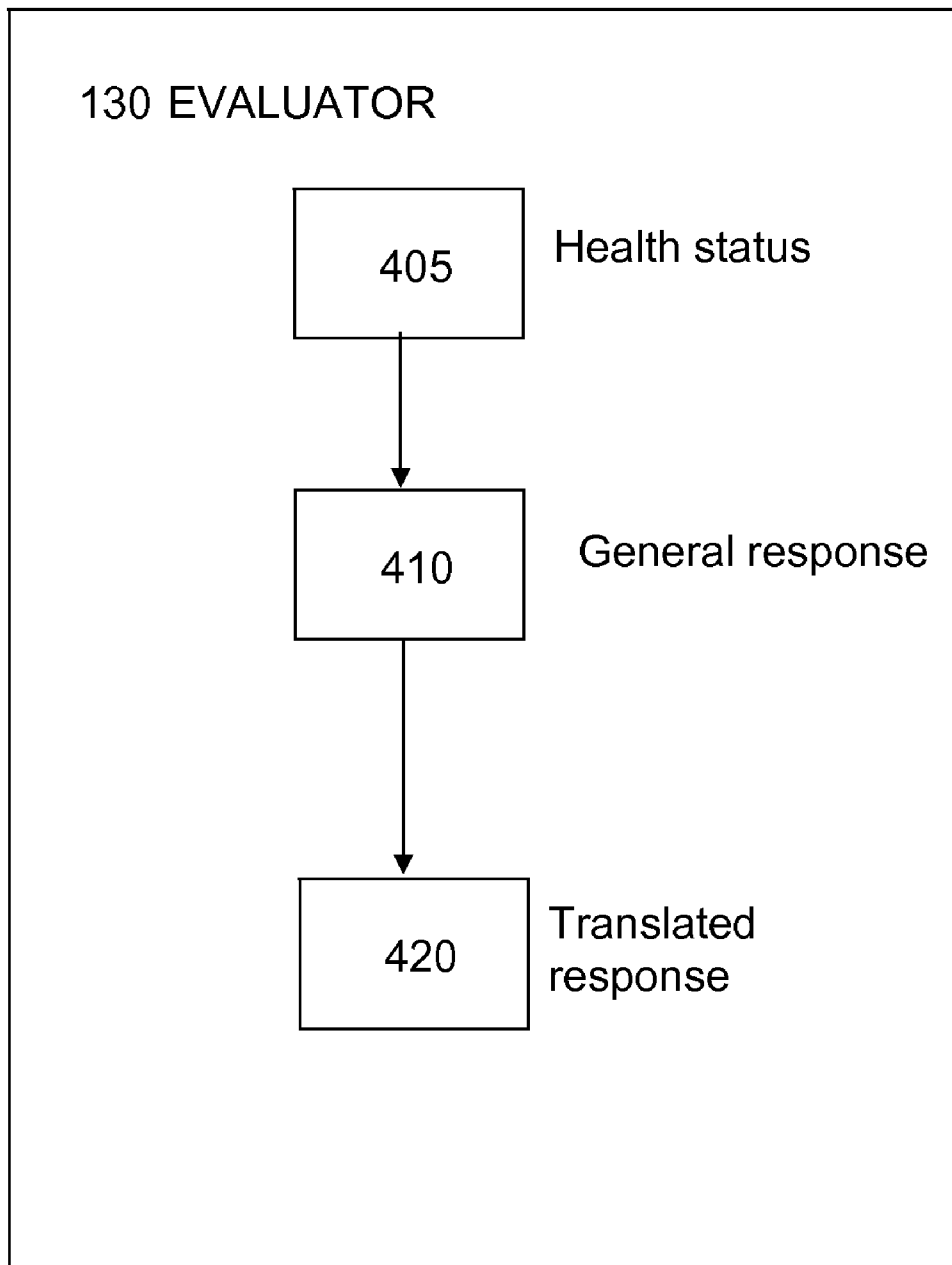 130 EVALUATOR
405
Health status
410
General response
420
Translated
response